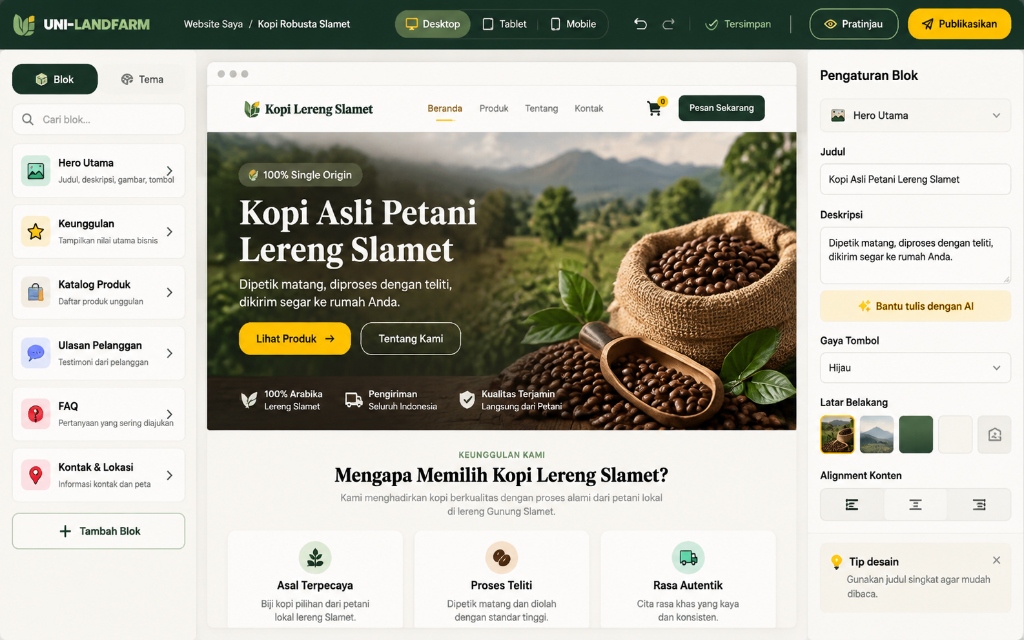 UNI-LANDFARM
Website Saya / Kopi Robusta Slamet
Desktop
Tablet
Mobile
Tersimpan
Pratinjau
Publikasikan
Blok
Tema
Cari blok...
Hero Utama
Judul, deskripsi, gambar, tombol
Keunggulan
Tampilkan nilai utama bisnis
Katalog Produk
Daftar produk unggulan
Ulasan Pelanggan
Testimoni dari pelanggan
FAQ
Pertanyaan yang sering diajukan
Kontak & Lokasi
Informasi kontak dan peta
Tambah Blok
Kopi Lereng Slamet
Beranda
Produk
Tentang
Kontak
0
Pesan Sekarang
100% Single Origin
Kopi Asli Petani
Lereng Slamet
Dipetik matang, diproses dengan teliti,
dikirim segar ke rumah Anda.
Lihat Produk →
Tentang Kami
100% Arabika
Lereng Slamet
Pengiriman
Seluruh Indonesia
Kualitas Terjamin
Langsung dari Petani
KEUNGGULAN KAMI
Mengapa Memilih Kopi Lereng Slamet?
Kami menghadirkan kopi berkualitas dengan proses alami dari petani lokal
di lereng Gunung Slamet.
Asal Terpecaya
Biji kopi pilihan dari petani
lokal lereng Slamet.
Proses Teliti
Dipetik matang dan diolah
dengan standar tinggi.
Rasa Autentik
Cita rasa khas yang kaya
dan konsisten.
Pengaturan Blok
Hero Utama
Judul
Kopi Asli Petani Lereng Slamet
Deskripsi
Dipetik matang, diproses dengan teliti,
dikirim segar ke rumah Anda.
Bantu tulis dengan AI
Gaya Tombol
Hijau
Latar Belakang
Alignment Konten
Tip desain
Gunakan judul singkat agar mudah
dibaca.